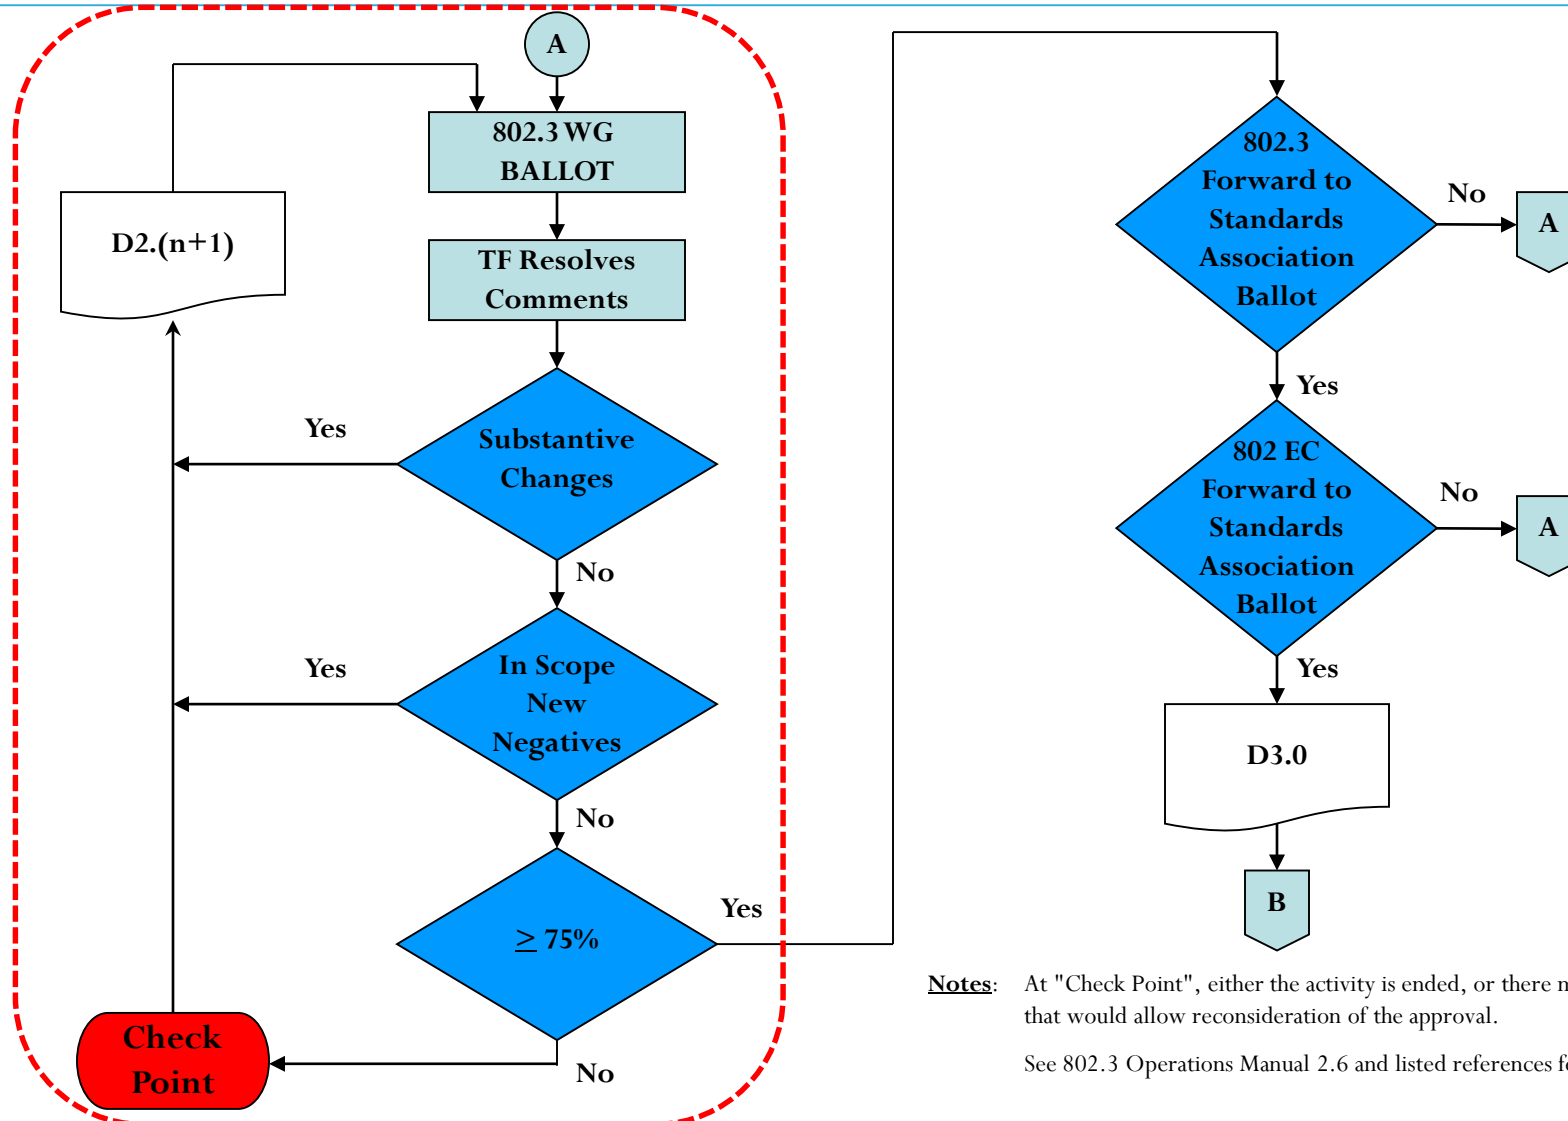 A
802.3 WG
BALLOT
D2.(n+1)
TF Resolves
Comments
Yes
Substantive
Changes
No
Yes
In Scope
New
Negatives
No
≥ 75%
Yes
Check
Point
No
802.3
Forward to
Standards
Association
Ballot
No
A
Yes
802 EC
Forward to
Standards
Association
Ballot
No
A
Yes
D3.0
B
Notes: At "Check Point", either the activity is ended, or there
that would allow reconsideration of the approval.
See 802.3 Operations Manual 2.6 and listed references